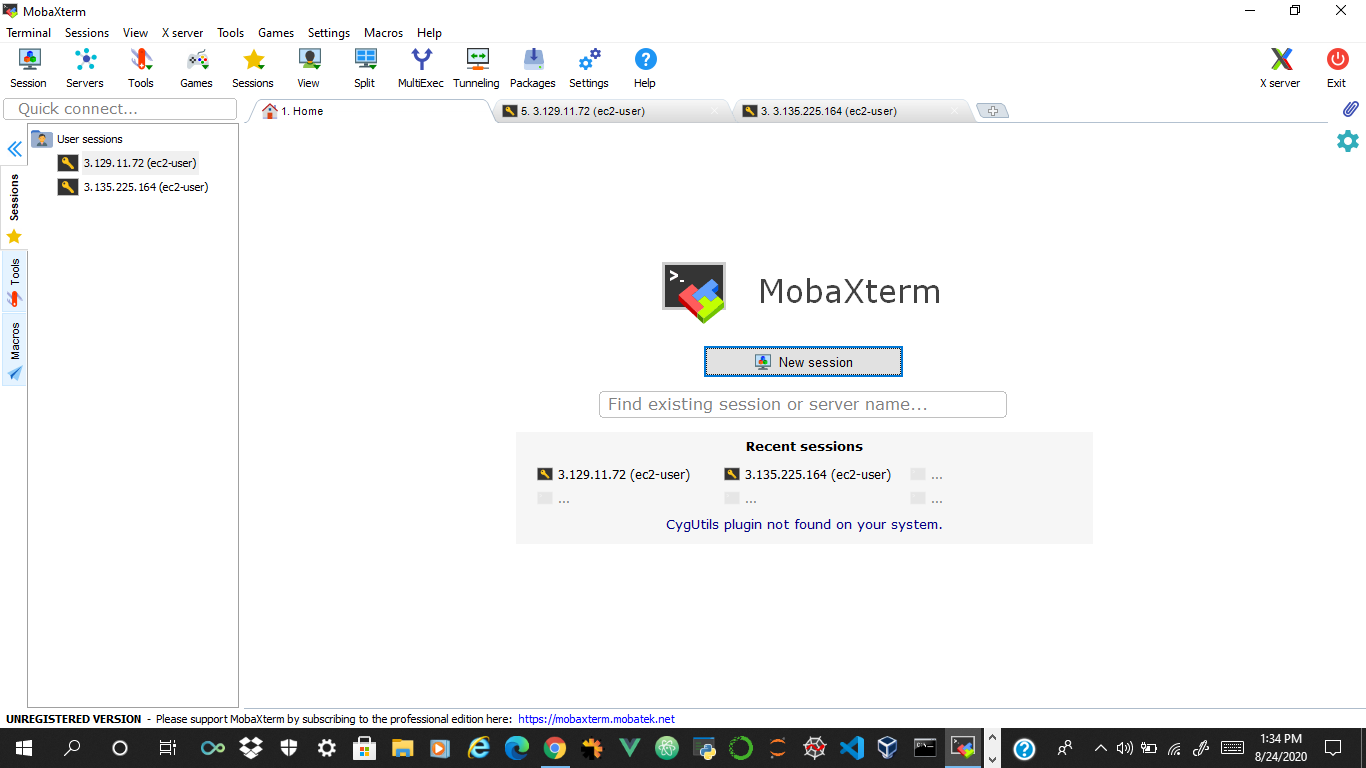 MobaXterm
Terminal Sessions View X server Tools Games Settings Macros Help
Session Servers Tools Games Sessions View Split MultiExec Tunneling Packages Settings Help X server Exit
Quick connect...
1. Home
5. 3.129.11.72 (ec2-user)
3. 3.135.225.164 (ec2-user)
User sessions
3.129.11.72 (ec2-user)
3.135.225.164 (ec2-user)
Sessions
Tools
Macros
MobaXterm
New session
Find existing session or server name...
Recent sessions
3.129.11.72 (ec2-user) 3.135.225.164 (ec2-user) ...
... ... ...
CygUtils plugin not found on your system.
UNREGISTERED VERSION - Please support MobaXterm by subscribing to the professional edition here: https://mobaxterm.mobatek.net
1:34 PM
8/24/2020